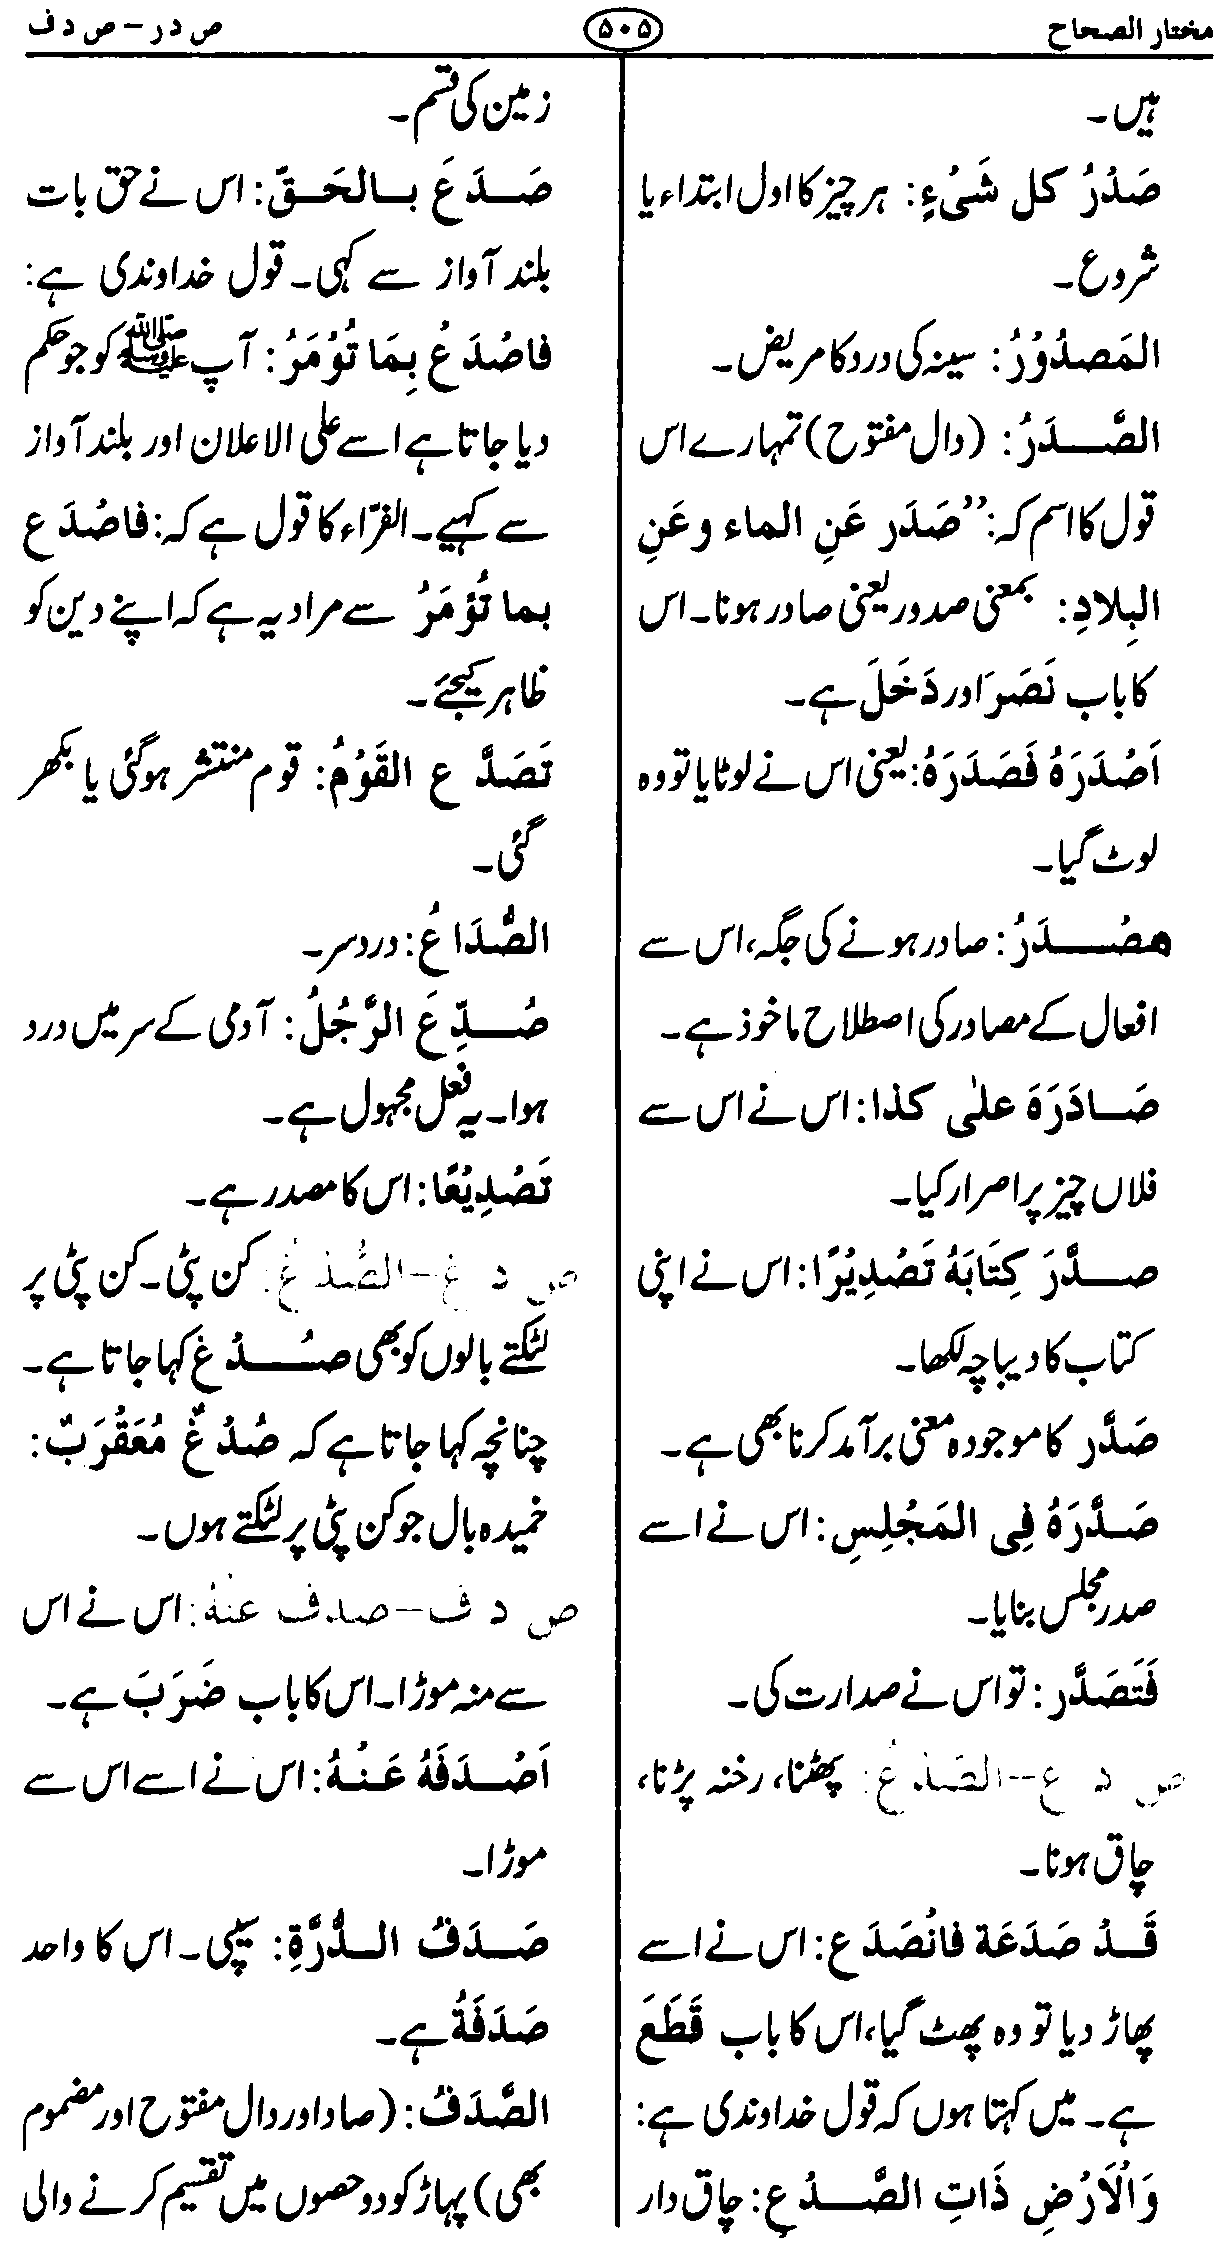 مختار الصحاح
۵۰۵
ص در – ص دف
ہیں۔
صَدْرُ کل شَیْءٍ: ہر چیز کا اول ابتداء یا
شروع۔
المَصدُوْرُ: سینہ کی درد کا مریض۔
الصَّدَرُ: (دال مفتوح) تمہارے اس
قول کا اسم کہ: ”صَدَر عَنِ الماء وعَنِ
البِلادِ: بمعنی صدور یعنی صادر ہونا۔ اس
کا باب نَصَرَ اور دَخَلَ ہے۔
اَصْدَرَہُ فَصَدَرَہُ: یعنی اس نے لوٹایا تو وہ
لوٹ گیا۔
مصْدَرُ: صادر ہونے کی جگہ، اس سے
افعال کے مصادر کی اصطلاح ماخوذ ہے۔
صَادَرَہَ علیٰ کذا: اس نے اس سے
فلاں چیز پر اصرار کیا۔
صدَّرَ کِتَابَہُ تَصْدِیْرًا: اس نے اپنی
کتاب کا دیباچہ لکھا۔
صَدَّر کا موجودہ معنی برآمد کرنا بھی ہے۔
صَدَّرَہُ فِی المَجْلِسِ: اس نے اسے
صدر مجلس بنایا۔
فَتَصَدَّر: تو اس نے صدارت کی۔
ص د ع – الصَّدْعُ: پھٹنا، رخنہ پڑنا،
چاق ہونا۔
قَدْ صَدَعَة فانْصَدَع: اس نے اسے
پھاڑ دیا تو وہ پھٹ گیا، اس کا باب قَطَعَ
ہے۔ میں کہتا ہوں کہ قول خداوندی ہے:
وَالْاَرْضِ ذَاتِ الصَّدْعِ: چاق دار
زمین کی قسم۔
صَدَعَ بالحَقِّ: اس نے حق بات
بلند آواز سے کہی۔ قول خداوندی ہے:
فاصْدَعْ بِمَا تُوْمَرُ: آپ ﷺ کو جو حکم
دیا جاتا ہے اسے علی الاعلان اور بلند آواز
سے کہیے۔ الفرّاء کا قول ہے کہ: فاصْدَع
بما تُؤمَرُ سے مراد یہ ہے کہ اپنے دین کو
ظاہر کیجئے۔
تَصَدَّع القَوْمُ: قوم منتشر ہوگئی یا بکھر
گئی۔
الصُّدَاعُ: درد سر۔
صُدِّعَ الرَّجُلُ: آدمی کے سر میں درد
ہوا۔ یہ فعل مجہول ہے۔
تَصْدِیْعًا: اس کا مصدر ہے۔
ص د غ – الصُّدْغُ: کن پٹی۔ کن پٹی پر
لٹکتے بالوں کو بھی صُدْغ کہا جاتا ہے۔
چنانچہ کہا جاتا ہے کہ صُدْغٌ مُعَقْرَبٌ:
خمیدہ بال جو کن پٹی پر لٹکتے ہوں۔
ص د ف – صدف عنہُ: اس نے اس
سے منہ موڑا۔ اس کا باب ضَرَبَ ہے۔
اَصْدَفَہُ عَنْہُ: اس نے اسے اس سے
موڑا۔
صَدَفُ الدُّرَّةِ: سیپی۔ اس کا واحد
صَدَفَةُ ہے۔
الصَّدَفُ: (صاد اور دال مفتوح اور مضموم
بھی) پہاڑ کو دو حصوں میں تقسیم کرنے والی